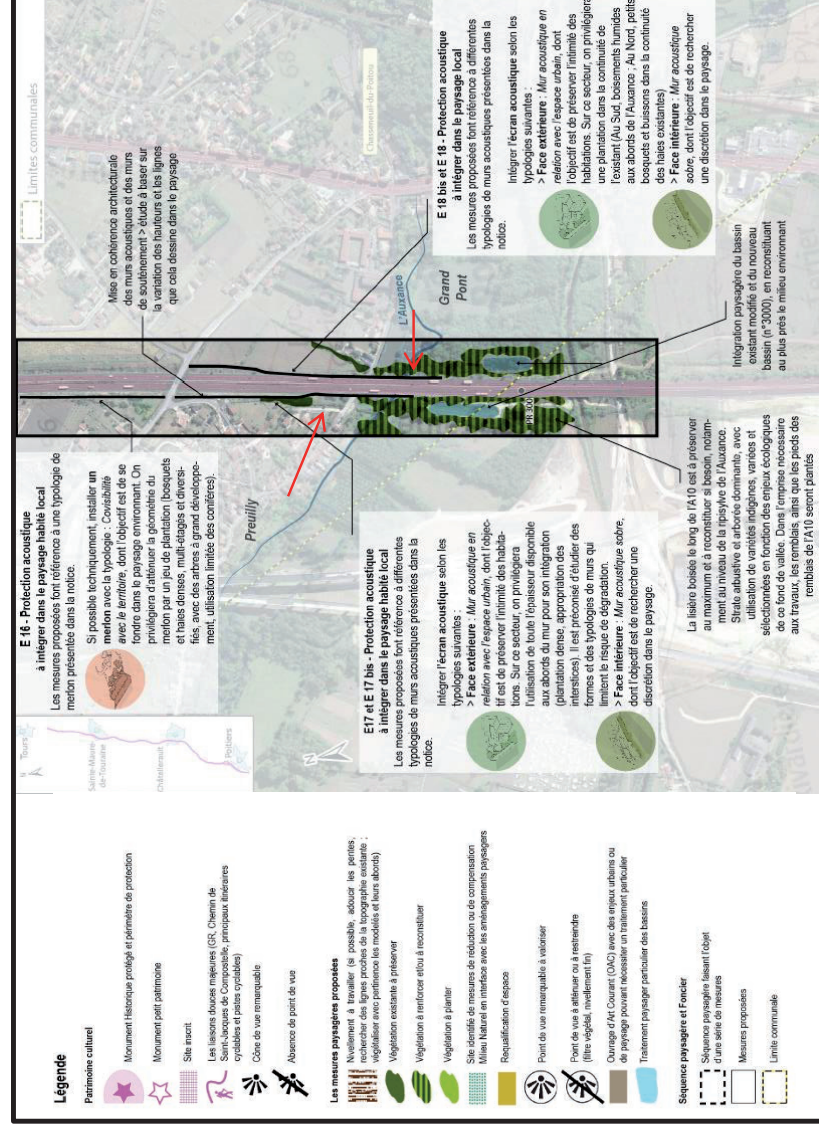 Légende
Patrimoine culturel
Monument Historique protégé et périmètre de protection
Monument petit patrimoine
Site inscrit
Les liaisons douces majeures (GR, Chemin de
Saint-Jacques de Compostelle, principaux itinéraires
cyclables et pistes cyclables)
Cône de vue remarquable
Absence de point de vue
Les mesures paysagères proposées
Nivellement à travailler (si possible, adoucir les pentes,
rechercher des lignes proches de la topographie existante ;
végétaliser avec pertinence les modelés et leurs abords)
Végétation existante à préserver
Végétation à renforcer et/ou à reconstituer
Végétation à planter
Site identifié de mesures de réduction ou de compensation
Milieu Naturel en interface avec les aménagements paysagers
Requalification d'espace
Point de vue remarquable à valoriser
Point de vue à atténuer ou à restreindre
(filtre végétal, nivellement fin)
Ouvrage d'Art Courant (OAC) avec des enjeux urbains ou
de paysage pouvant nécessiter un traitement particulier
Traitement paysager particulier des bassins
Séquence paysagère et Foncier
Séquence paysagère faisant l'objet
d'une série de mesures
Mesures proposées
Limite communale
N
Tours
Sainte-Maure-
de-Touraine
Châtellerault
Poitiers
E 16 - Protection acoustique
à intégrer dans le paysage habité local
Les mesures proposées font référence à une typologie de
merlon présentée dans la notice.
Si possible techniquement, installer un
merlon avec la typologie : Covisibilité
avec le territoire, dont l'objectif est de se
fondre dans le paysage environnant. On
privilégiera d'atténuer la géométrie du
merlon par un jeu de plantation (bosquets
et haies denses, multi-étagés et diversi-
fiés, avec des arbres à grand développe-
ment, utilisation limitée des conifères).
E17 et E 17 bis - Protection acoustique
à intégrer dans le paysage habité local
Les mesures proposées font référence à différentes
typologies de murs acoustiques présentées dans la
notice.
Intégrer l'écran acoustique selon les
typologies suivantes :
> Face extérieure : Mur acoustique en
relation avec l'espace urbain, dont l'objec-
tif est de préserver l'intimité des habita-
tions. Sur ce secteur, on privilégiera
l'utilisation de toute l'épaisseur disponible
aux abords du mur pour son intégration
(plantation dense, appropriation des
interstices). Il est préconisé d'étudier des
formes et des typologies de murs qui
limitent le risque de dégradation.
> Face intérieure : Mur acoustique sobre,
dont l'objectif est de rechercher une
discrétion dans le paysage.
Limites communales
Mise en cohérence architecturale
des murs acoustiques et des murs
de soutènement > étude à baser sur
la variation des hauteurs et les lignes
que cela dessine dans le paysage
Chasseneuil-du-Poitou
Preuilly
L'Auxance
Grand
Pont
E 18 bis et E 18 - Protection acoustique
à intégrer dans le paysage local
Les mesures proposées font référence à différentes
typologies de murs acoustiques présentées dans la
notice.
Intégrer l'écran acoustique selon les
typologies suivantes :
> Face extérieure : Mur acoustique en
relation avec l'espace urbain, dont
l'objectif est de préserver l'intimité des
habitations. Sur ce secteur, on privilégiera
une plantation dans la continuité de
l'existant (Au Sud, boisements humides
aux abords de l'Auxance ; Au Nord, petits
bosquets et buissons dans la continuité
des haies existantes)
> Face intérieure : Mur acoustique
sobre, dont l'objectif est de rechercher
une discrétion dans le paysage.
Intégration paysagère du bassin
existant modifié et du nouveau
bassin (n°3000), en reconstituant
au plus près le milieu environnant
La lisière boisée le long de l'A10 est à préserver
au maximum et à reconstituer si besoin, notam-
ment au niveau de la ripisylve de l'Auxance.
Strate arbustive et arborée dominante, avec
utilisation de variétés indigènes, variées et
sélectionnées en fonction des enjeux écologiques
de ce fond de vallée. Dans l'emprise nécessaire
aux travaux, les remblais, ainsi que les pieds des
remblais de l'A10 seront plantés